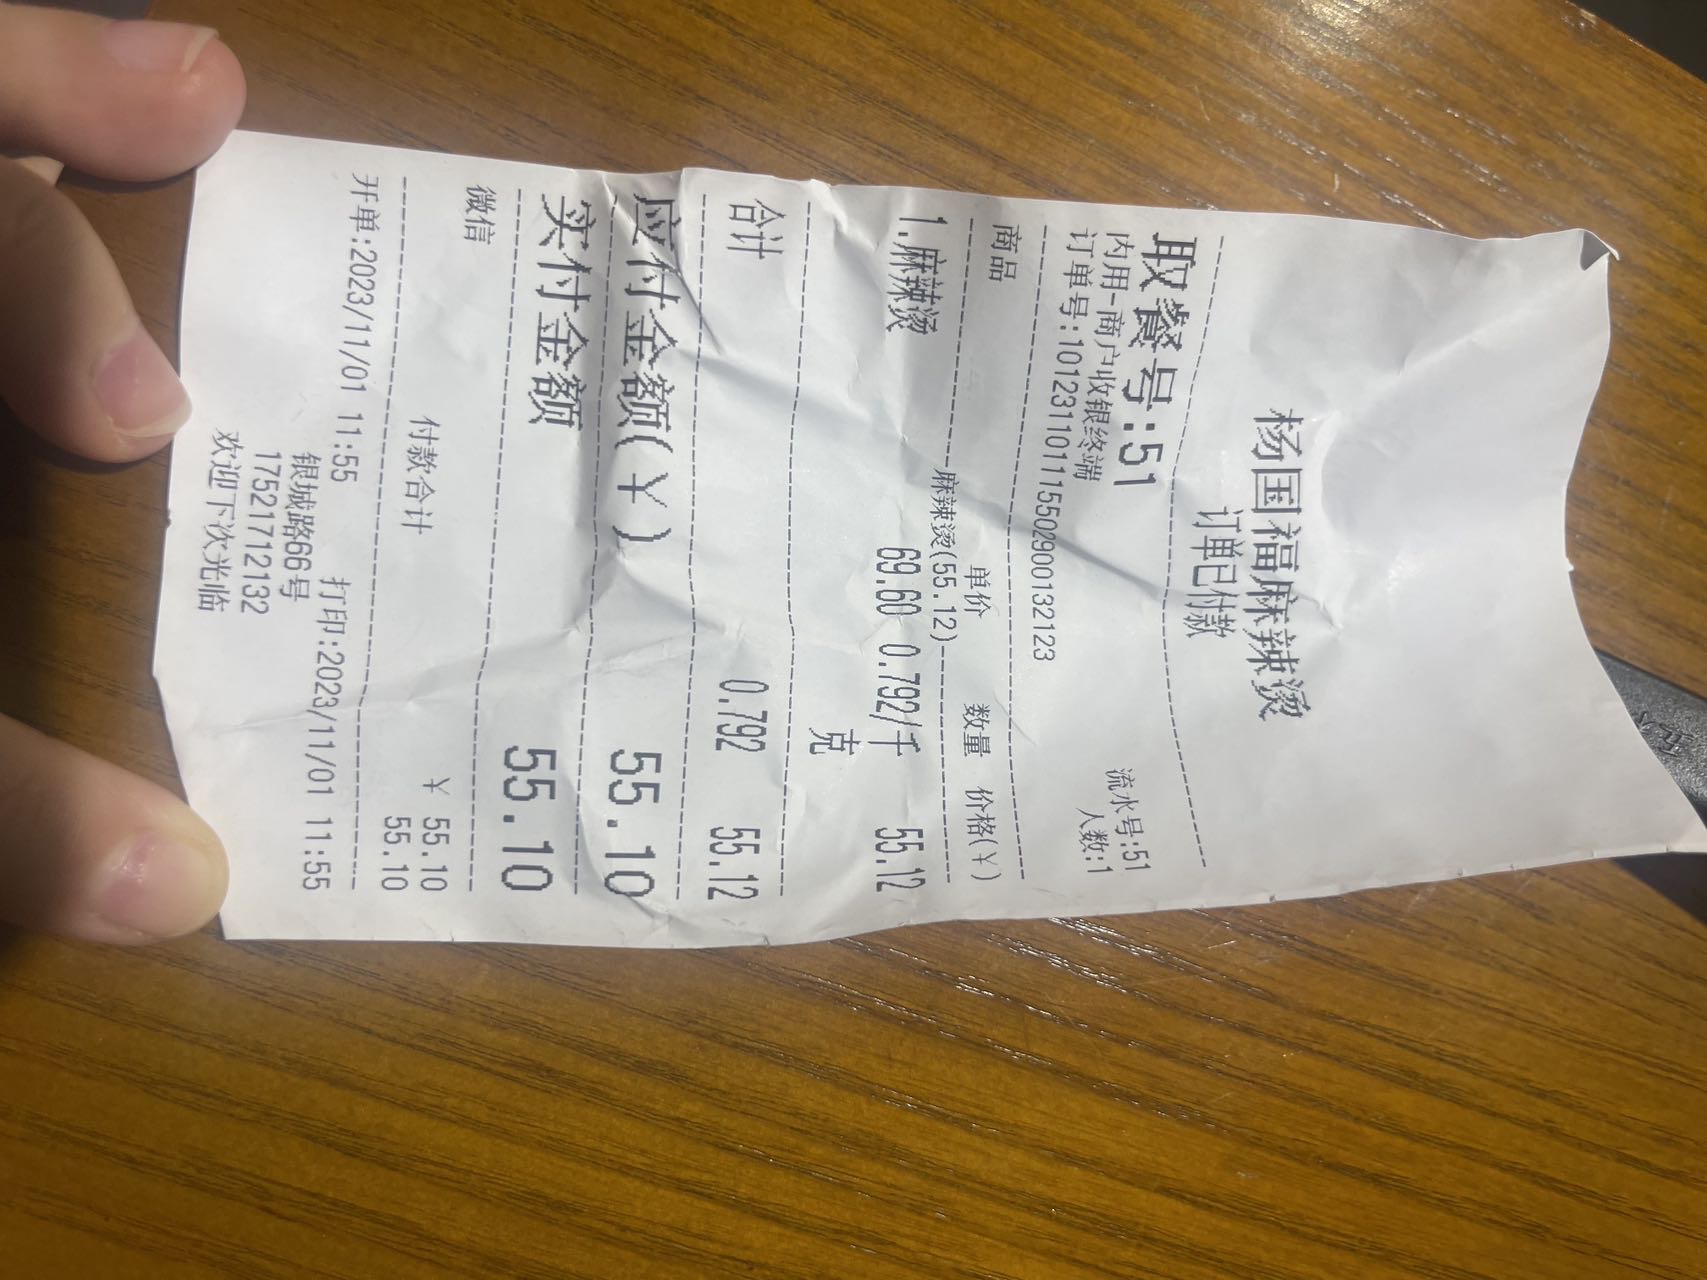 杨国福麻辣烫
订单已付款
取餐号:51 流水号:51
内用-商户收银终端 人数:1
订单号:101231101115502900132123
商品 单价 数量 价格(¥)
麻辣烫(55.12)
1.麻辣烫 69.60 0.792/千 55.12
克
合计 0.792 55.12
应付金额(¥) 55.10
实付金额 55.10
微信 ¥ 55.10
付款合计 55.10
开单:2023/11/01 11:55
打印:2023/11/01 11:55
银城路66号
17521712132
欢迎下次光临